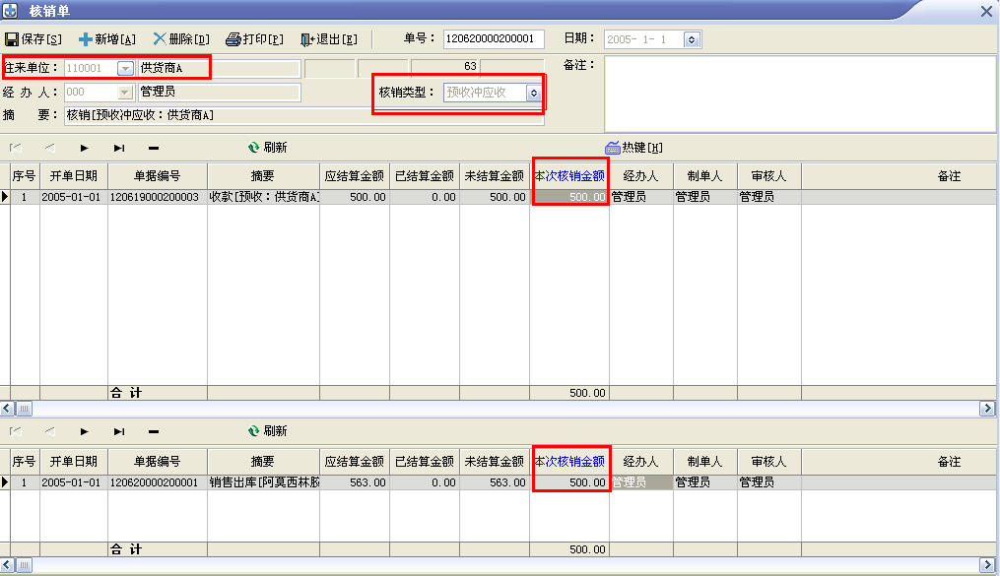 核销单
保存[S] 新增[A] 删除[D] 打印[P] 退出[E] 单号： 120620000200001 日期： 2005- 1- 1
往来单位： 110001 供货商A 63 备注：
经 办 人： 000 管理员 核销类型： 预收冲应收
摘 要： 核销[预收冲应收：供货商A]
刷新 热键[H]
序号 开单日期 单据编号 摘要 应结算金额 已结算金额 未结算金额 本次核销金额 经办人 制单人 审核人 备注
1 2005-01-01 120619000200003 收款[预收：供货商A] 500.00 0.00 500.00 500.00 管理员 管理员 管理员
合 计 500.00
刷新
序号 开单日期 单据编号 摘要 应结算金额 已结算金额 未结算金额 本次核销金额 经办人 制单人 审核人 备注
1 2005-01-01 120620000200001 销售出库[阿莫西林胶 563.00 0.00 563.00 500.00 管理员 管理员 管理员
合 计 500.00